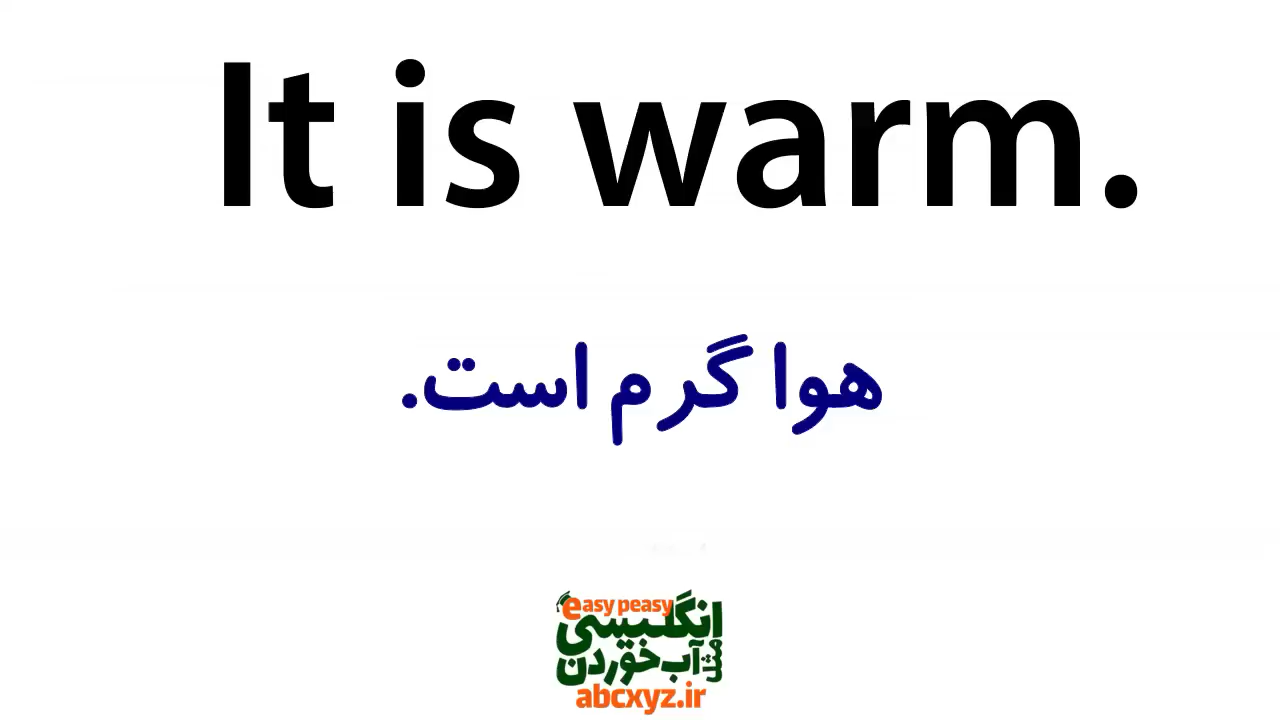 It is warm.
هوا گرم است.
easy peasy
انگلیسی
مثل آب خوردن
abcxyz.ir